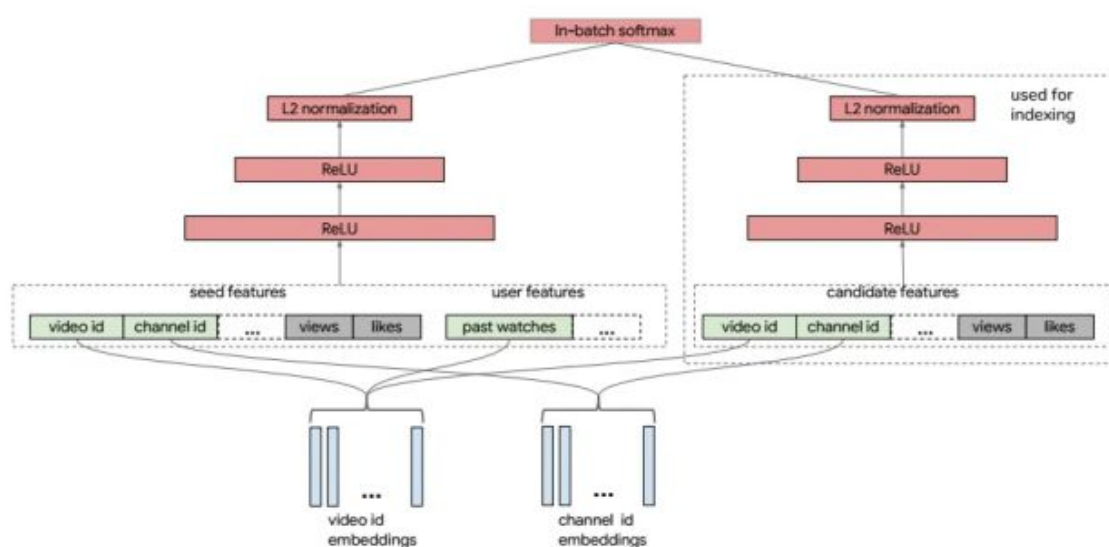 In-batch softmax
L2 normalization
L2 normalization
used for
indexing
ReLU
ReLU
ReLU
ReLU
seed features
user features
candidate features
video id
channel id
...
views
likes
past watches
...
video id
channel id
...
views
likes
...
...
video id
embeddings
channel id
embeddings